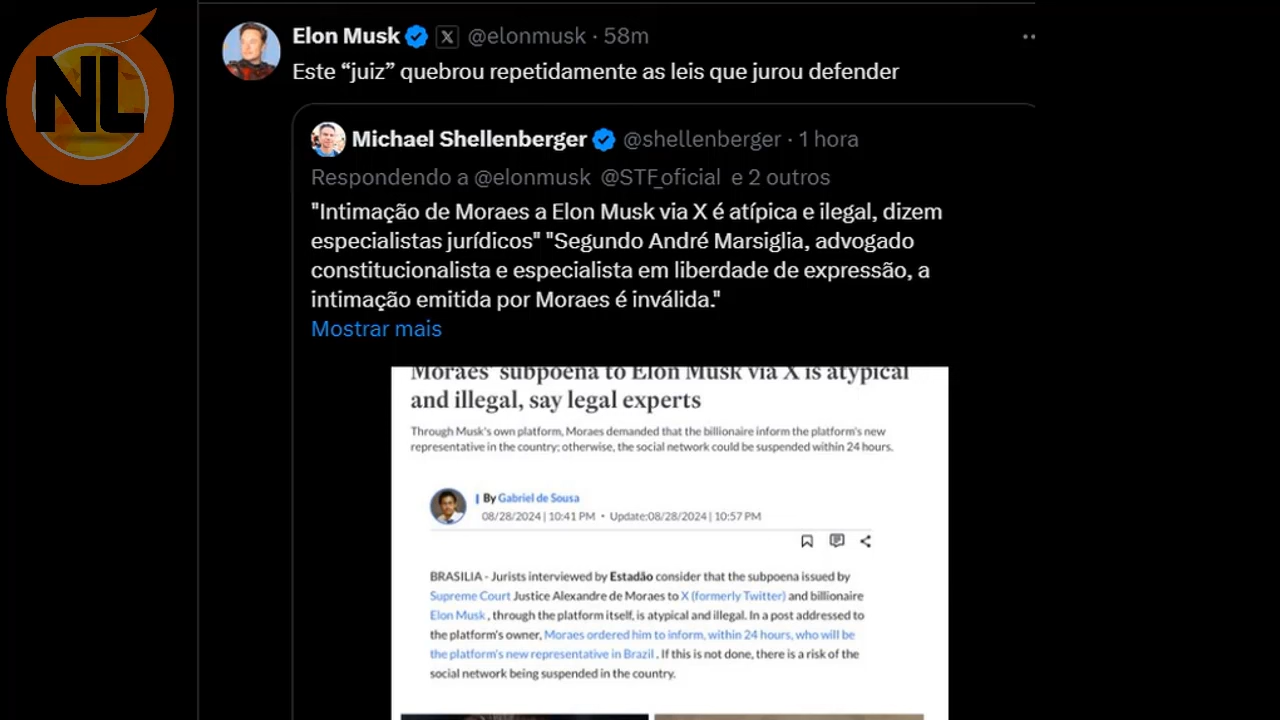 NL
Elon Musk @elonmusk · 58m
Este “juiz” quebrou repetidamente as leis que jurou defender
Michael Shellenberger @shellenberger · 1 hora
Respondendo a @elonmusk @STF_oficial e 2 outros
"Intimação de Moraes a Elon Musk via X é atípica e ilegal, dizem
especialistas jurídicos" "Segundo André Marsiglia, advogado
constitucionalista e especialista em liberdade de expressão, a
intimação emitida por Moraes é inválida."
Mostrar mais
Moraes' subpoena to Elon Musk via X is atypical
and illegal, say legal experts
Through Musk's own platform, Moraes demanded that the billionaire inform the platform's new
representative in the country; otherwise, the social network could be suspended within 24 hours.
By Gabriel de Sousa
08/28/2024 | 10:41 PM • Update:08/28/2024 | 10:57 PM
BRASILIA - Jurists interviewed by Estadão consider that the subpoena issued by
Supreme Court Justice Alexandre de Moraes to X (formerly Twitter) and billionaire
Elon Musk , through the platform itself, is atypical and illegal. In a post addressed to
the platform's owner, Moraes ordered him to inform, within 24 hours, who will be
the platform's new representative in Brazil . If this is not done, there is a risk of the
social network being suspended in the country.